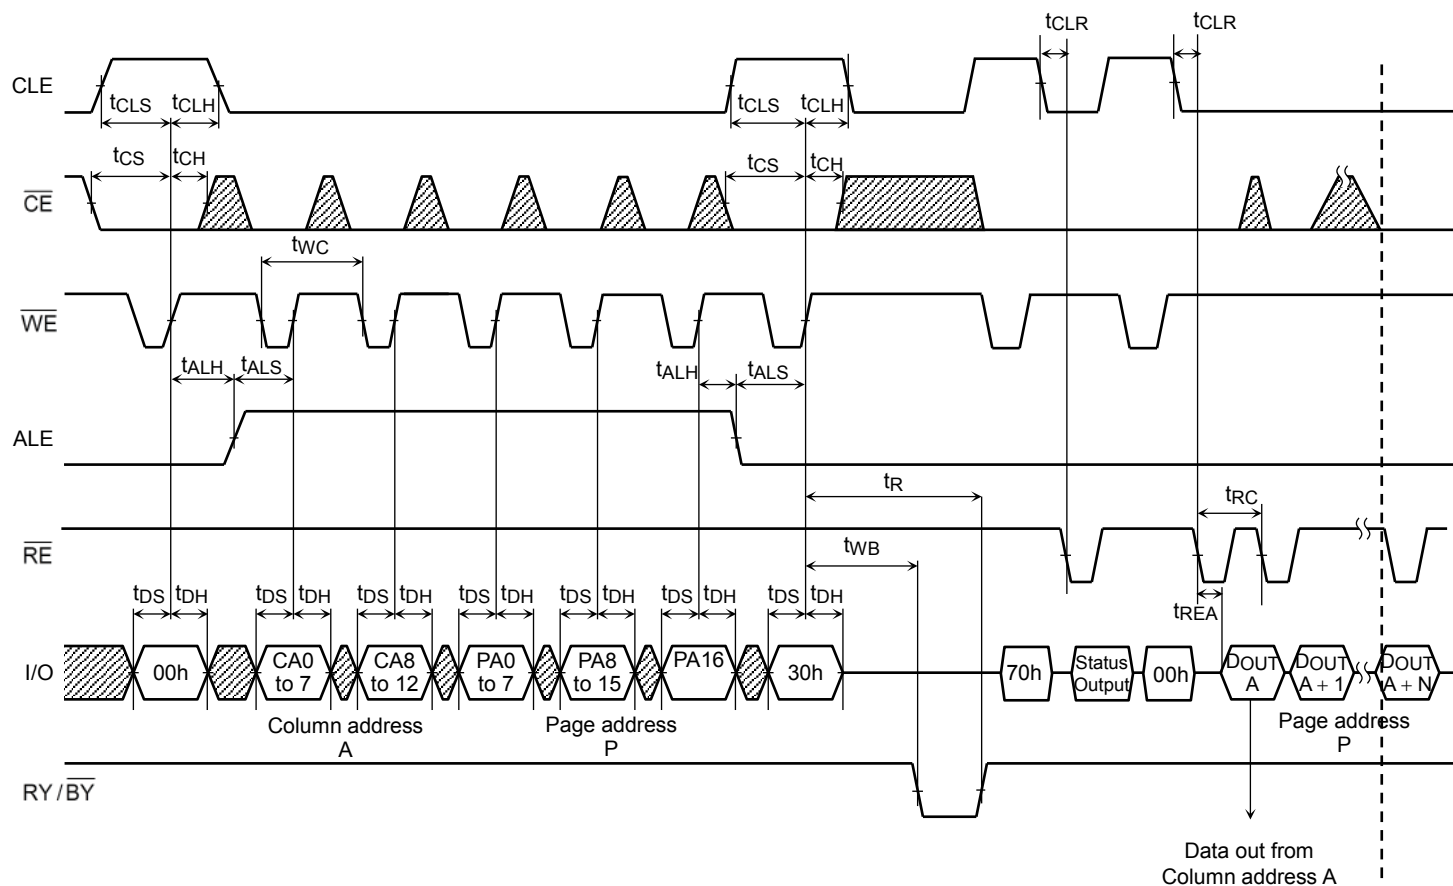 tCLR tCLR
CLE
tCLS tCLH tCLS tCLH
tCS tCH tCS tCH
CE
tWC
WE
tALH tALS tALH tALS
ALE
tR
tRC
RE
tWB
tDS tDH tDS tDH tDS tDH tDS tDH tDS tDH tDS tDH tDS tDH
tREA
I/O
00h
CA0
to 7
CA8
to 12
PA0
to 7
PA8
to 15
PA16
30h
70h
Status
Output
00h
DOUT
A
DOUT
A + 1
DOUT
A + N
Column address
A
Page address
P
Page address
P
RY / BY
Data out from
Column address A